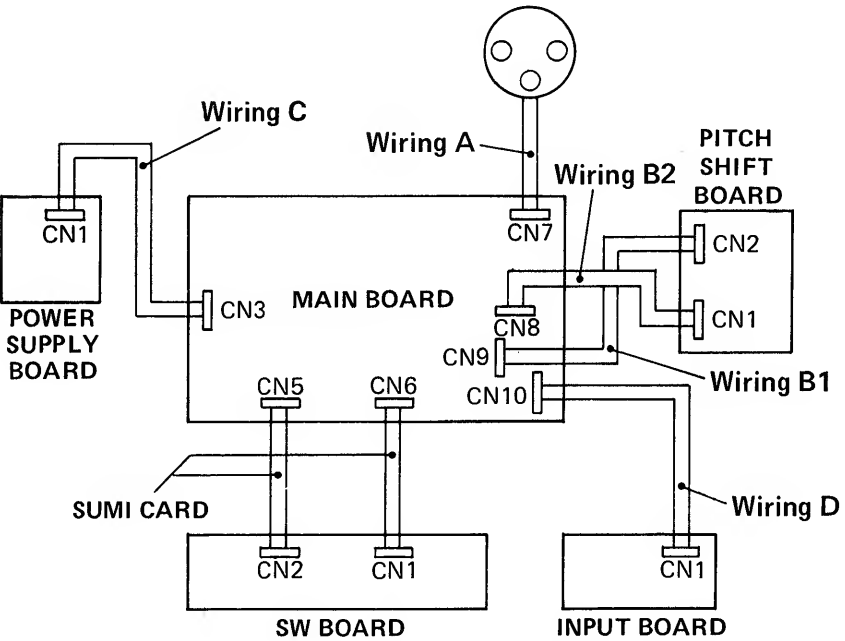 Wiring C
Wiring A
PITCH
SHIFT
BOARD
Wiring B2
CN1
CN7
CN2
MAIN BOARD
CN3
CN8
CN1
POWER
SUPPLY
BOARD
CN9
Wiring B1
CN5
CN6
CN10
SUMI CARD
Wiring D
CN2
CN1
CN1
SW BOARD
INPUT BOARD